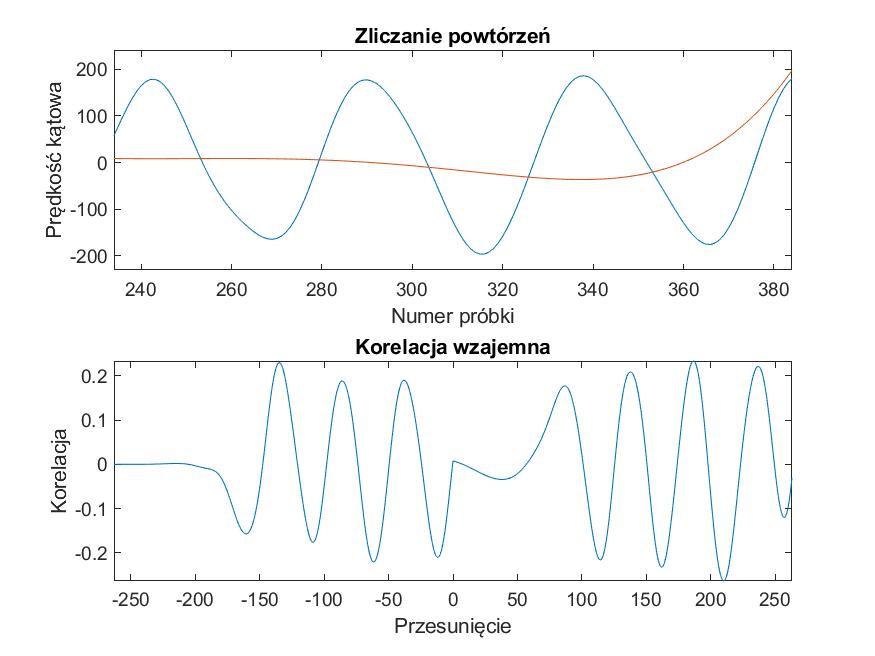 Zliczanie powtórzeń
200
100
0
-100
-200
Prędkość kątowa
240 260 280 300 320 340 360 380
Numer próbki
Korelacja wzajemna
0.2
0.1
0
-0.1
-0.2
Korelacja
-250 -200 -150 -100 -50 0 50 100 150 200 250
Przesunięcie